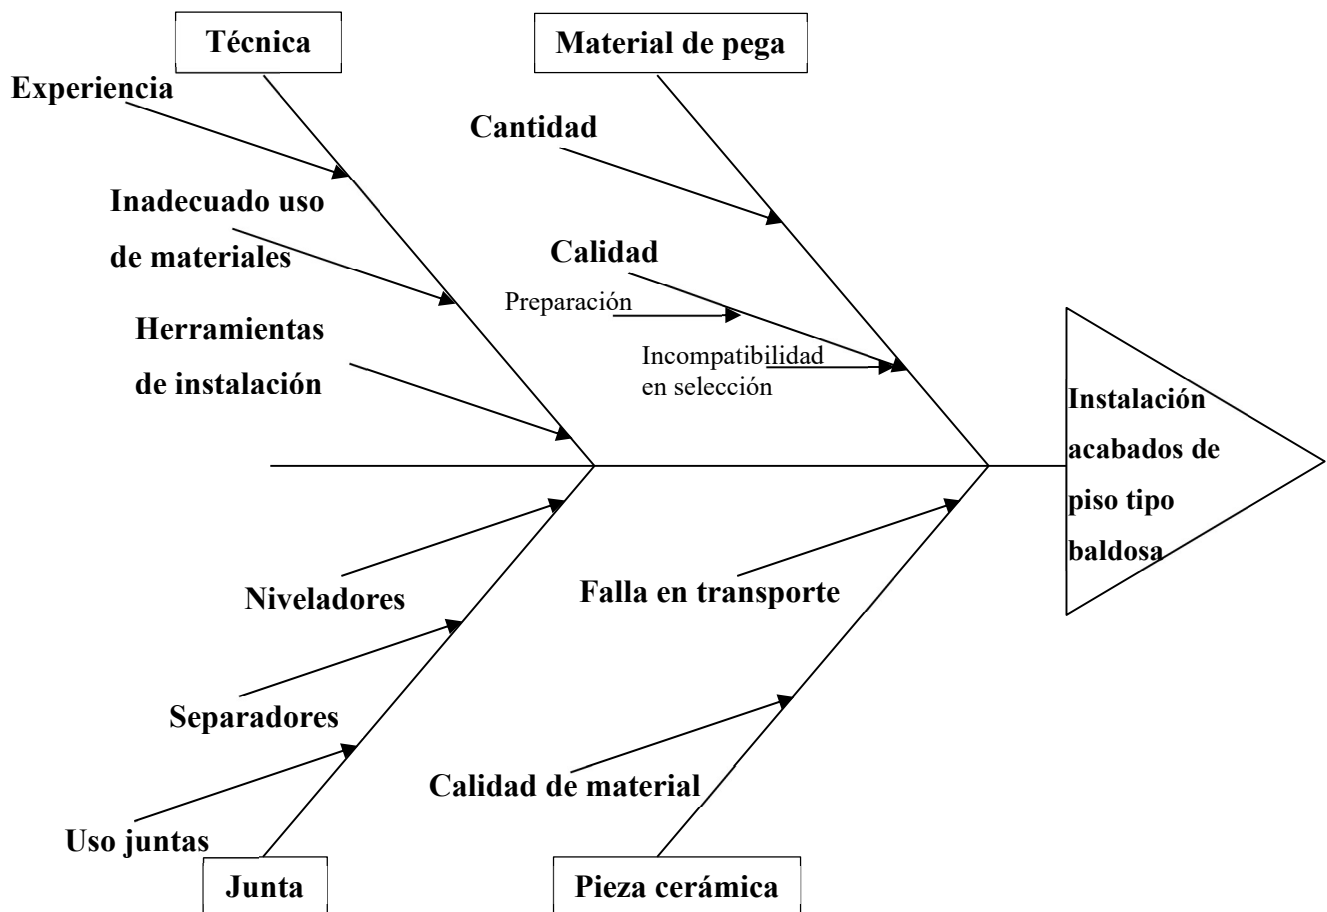 Técnica
Material de pega
Experiencia
Cantidad
Inadecuado uso
de materiales
Calidad
Preparación
Herramientas
de instalación
Incompatibilidad
en selección
Instalación
acabados de
piso tipo
baldosa
Niveladores
Falla en transporte
Separadores
Calidad de material
Uso juntas
Junta
Pieza cerámica